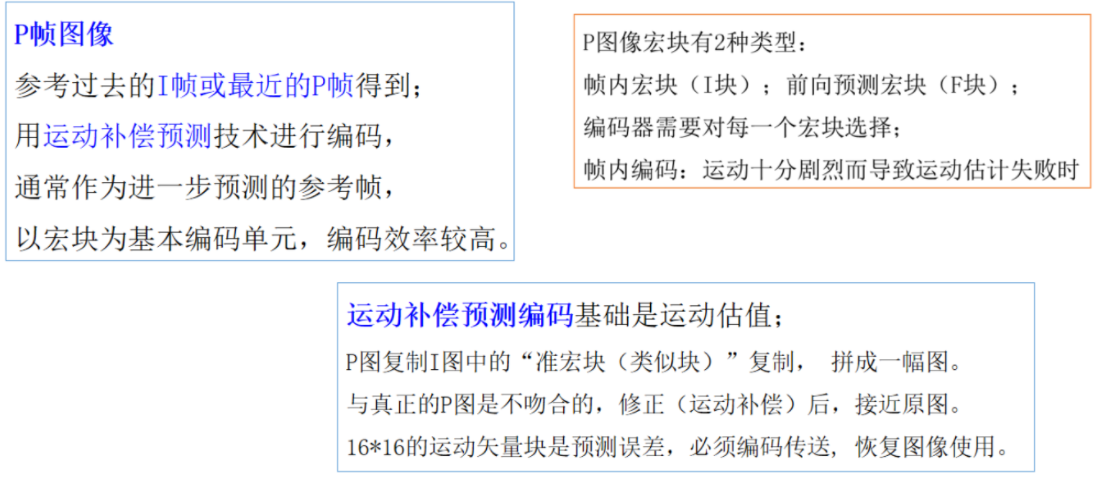 P帧图像
参考过去的I帧或最近的P帧得到；
用运动补偿预测技术进行编码，
通常作为进一步预测的参考帧，
以宏块为基本编码单元，编码效率较高。
P图像宏块有2种类型：
帧内宏块（I块）；前向预测宏块（F块）；
编码器需要对每一个宏块选择；
帧内编码：运动十分剧烈而导致运动估计失败时
运动补偿预测编码基础是运动估值；
P图复制I图中的“准宏块（类似块）”复制， 拼成一幅图。
与真正的P图是不吻合的，修正（运动补偿）后，接近原图。
16*16的运动矢量块是预测误差，必须编码传送, 恢复图像使用。